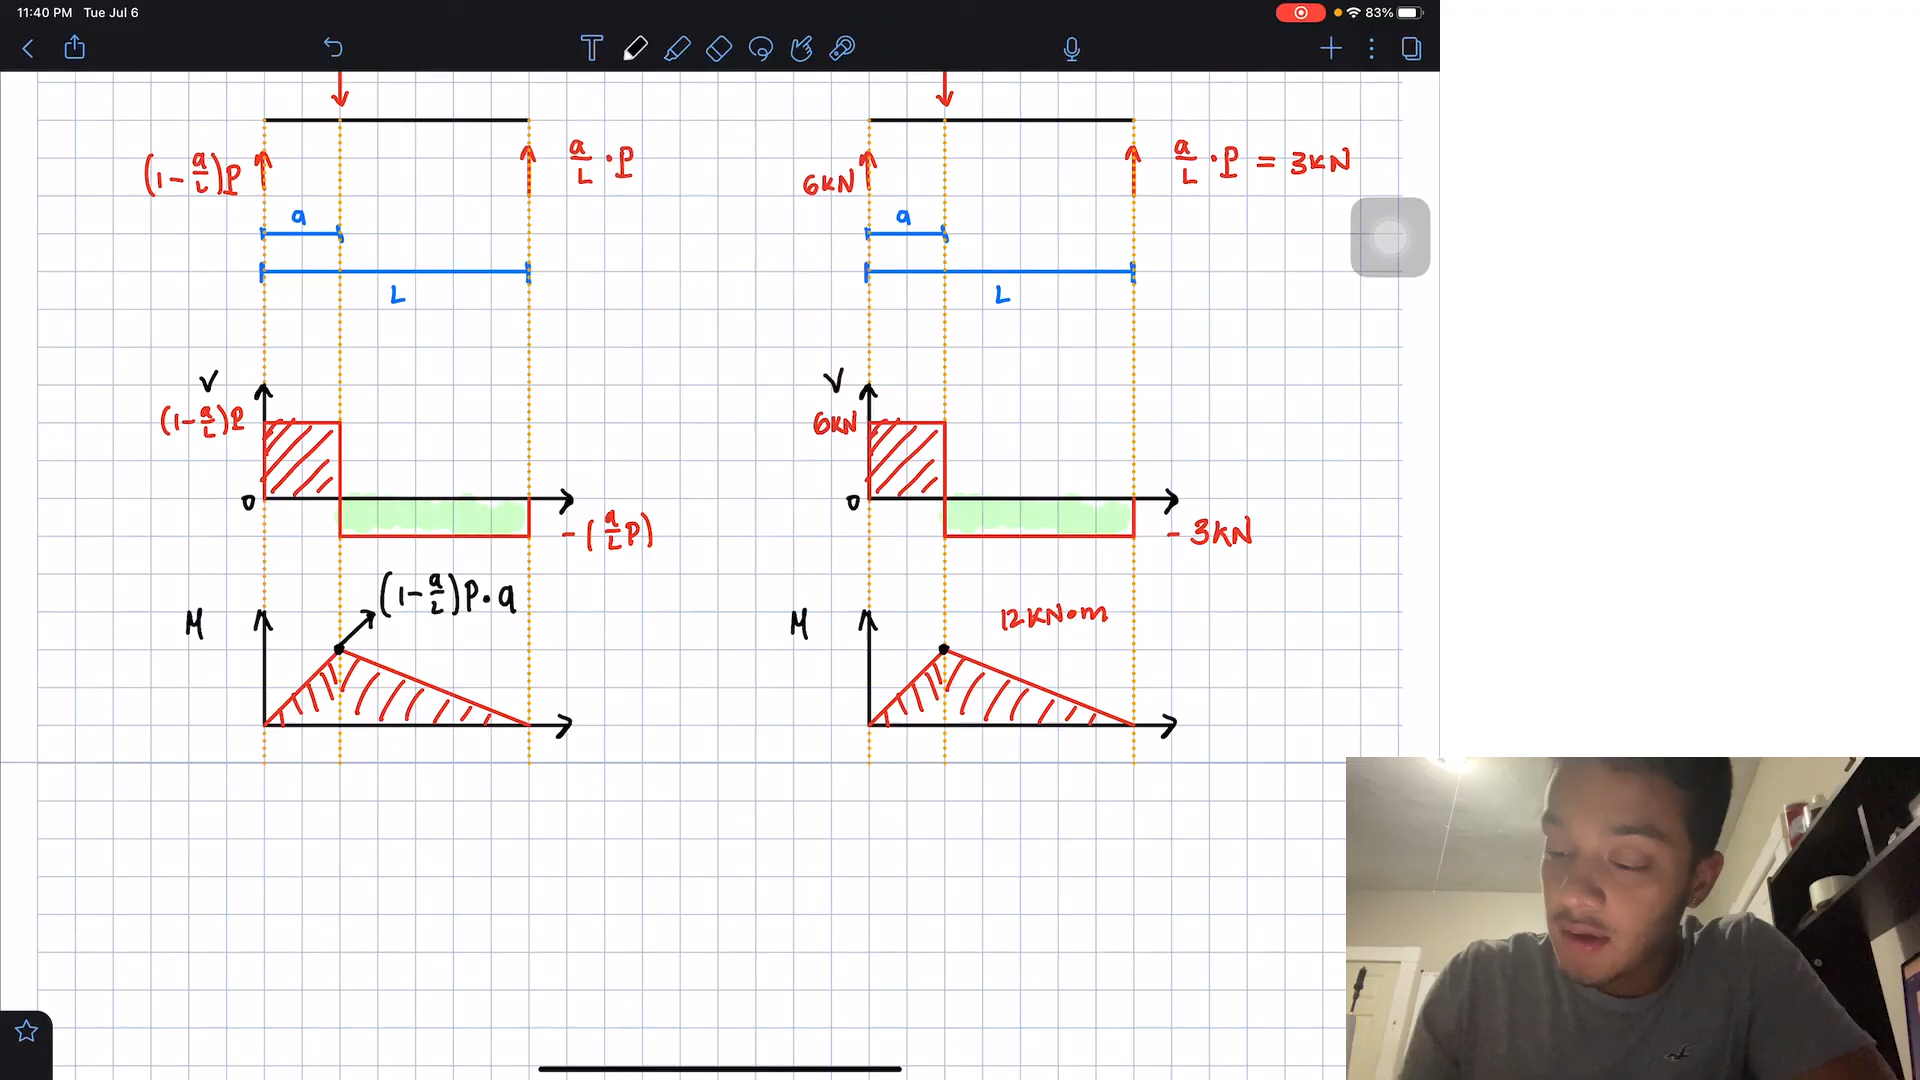 11:40 PM Tue Jul 6
83%
T
(1-a/L)P
a/L · P
a
L
V
(1-a/L)P
0
-(a/L P)
M
(1-a/L)P·a
6KN
a/L · P = 3KN
a
L
V
6KN
0
- 3KN
M
12KN·m